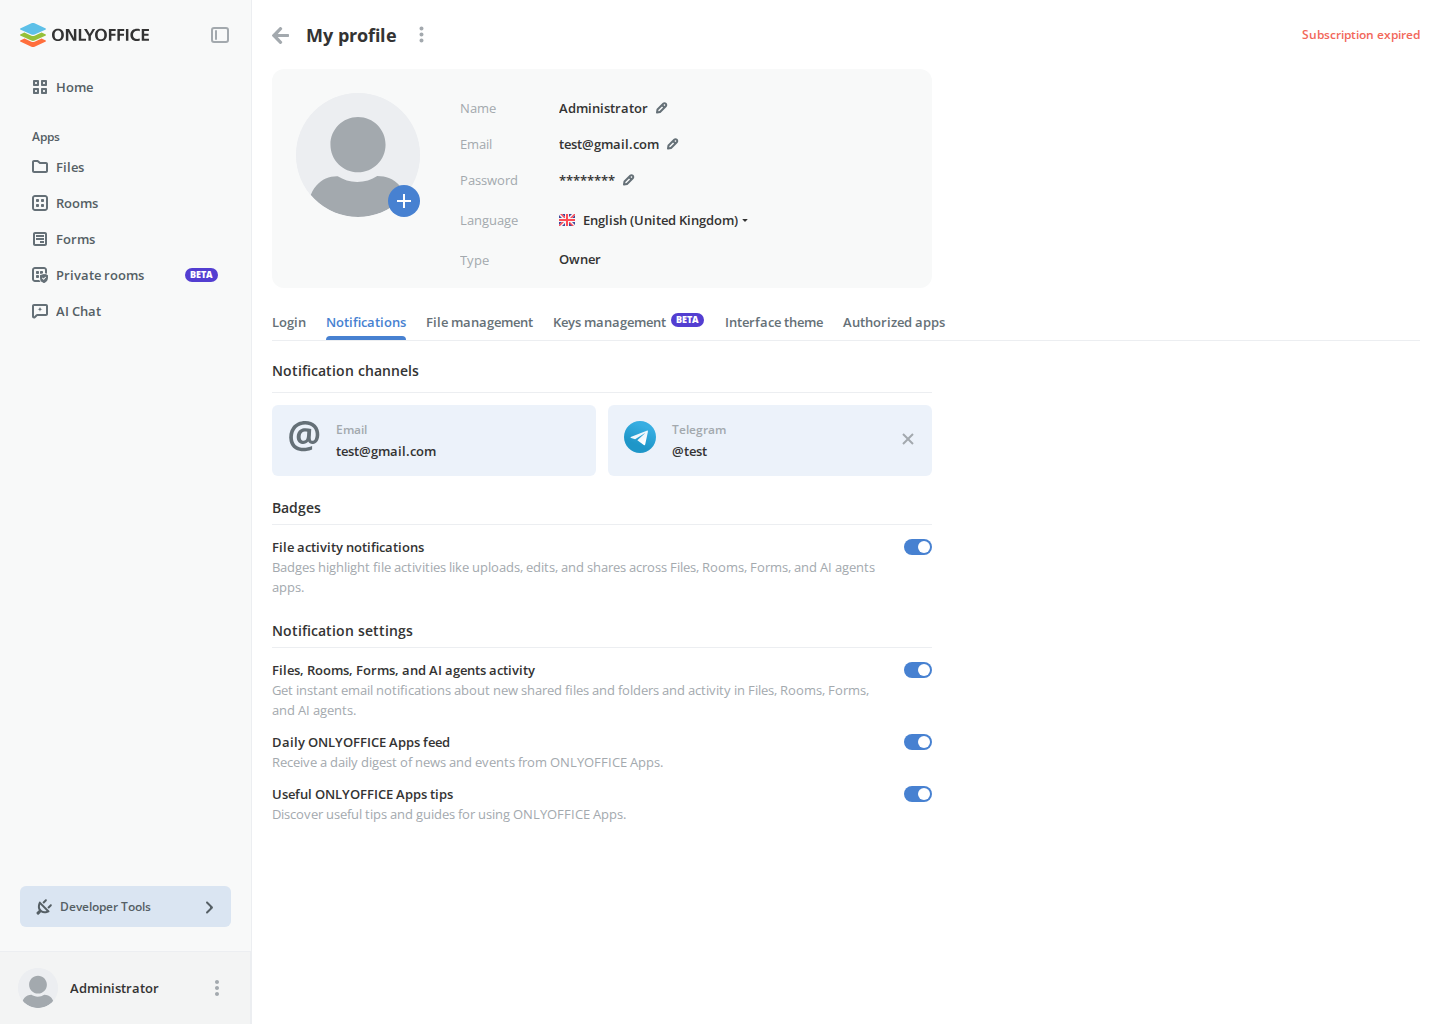 ONLYOFFICE
Home
Apps
Files
Rooms
Forms
Private rooms BETA
AI Chat
Developer Tools
Administrator
My profile
Subscription expired
Name Administrator
Email test@gmail.com
Password ********
Language English (United Kingdom)
Type Owner
Login Notifications File management Keys management BETA Interface theme Authorized apps
Notification channels
@ Email
test@gmail.com
Telegram
@test
Badges
File activity notifications
Badges highlight file activities like uploads, edits, and shares across Files, Rooms, Forms, and AI agents
apps.
Notification settings
Files, Rooms, Forms, and AI agents activity
Get instant email notifications about new shared files and folders and activity in Files, Rooms, Forms,
and AI agents.
Daily ONLYOFFICE Apps feed
Receive a daily digest of news and events from ONLYOFFICE Apps.
Useful ONLYOFFICE Apps tips
Discover useful tips and guides for using ONLYOFFICE Apps.